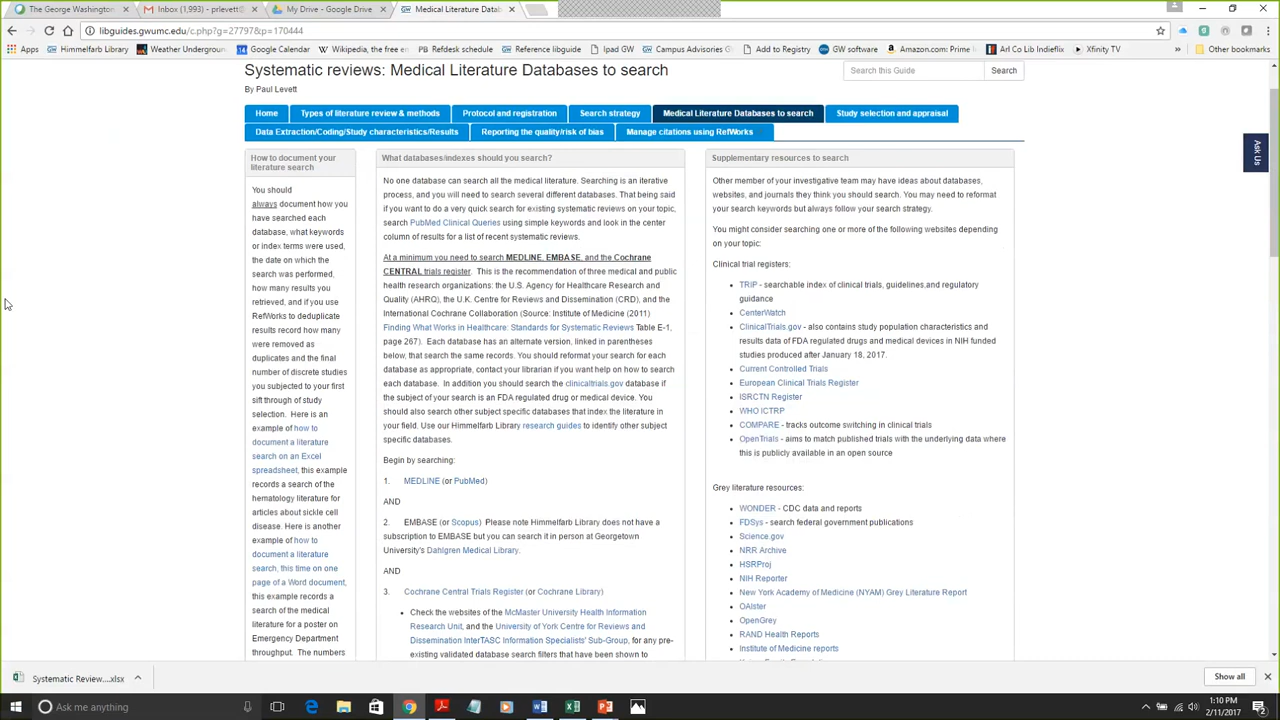 The George Washington
Inbox (1,993) - prlevett@
My Drive - Google Drive
Medical Literature Datab
libguides.gwumc.edu/c.php?g=27797&p=170444
Apps
Himmelfarb Library
Weather Underground
Google Calendar
Wikipedia, the free en
Refdesk schedule
Reference libguide
Ipad GW
Campus Advisories G
Add to Registry
GW software
Amazon.com: Prime In
Art Co Lib Indieflix
Xfinity TV
Other bookmarks
Systematic reviews: Medical Literature Databases to search
By Paul Levett
Search this Guide
Search
Home
Types of literature review & methods
Protocol and registration
Search strategy
Medical Literature Databases to search
Study selection and appraisal
Data Extraction/Coding/Study characteristics/Results
Reporting the quality/risk of bias
Manage citations using RefWorks
Ask Us
How to document your
literature search
You should
always document how you
have searched each
database, what keywords
or index terms were used,
the date on which the
search was performed,
how many results you
retrieved, and if you use
RefWorks to deduplicate
results record how many
were removed as
duplicates and the final
number of discrete studies
you subjected to your first
sift through of study
selection. Here is an
example of how to
document a literature
search on an Excel
spreadsheet, this example
records a search of the
hematology literature for
articles about sickle cell
disease. Here is another
example of how to
document a literature
search, this time on one
page of a Word document,
this example records a
search of the medical
literature for a poster on
Emergency Department
throughput. The numbers
What databases/indexes should you search?
No one database can search all the medical literature. Searching is an iterative
process, and you will need to search several different databases. That being said
if you want to do a very quick search for existing systematic reviews on your topic,
search PubMed Clinical Queries using simple keywords and look in the center
column of results for a list of recent systematic reviews.
At a minimum you need to search MEDLINE, EMBASE, and the Cochrane
CENTRAL trials register. This is the recommendation of three medical and public
health research organizations: the U.S. Agency for Healthcare Research and
Quality (AHRQ), the U.K. Centre for Reviews and Dissemination (CRD), and the
International Cochrane Collaboration (Source: Institute of Medicine (2011)
Finding What Works in Healthcare: Standards for Systematic Reviews Table E-1,
page 267). Each database has an alternate version, linked in parentheses
below, that search the same records. You should reformat your search for each
database as appropriate, contact your librarian if you want help on how to search
each database. In addition you should search the clinicaltrials.gov database if
the subject of your search is an FDA regulated drug or medical device. You
should also search other subject specific databases that index the literature in
your field. Use our Himmelfarb Library research guides to identify other subject
specific databases.
Begin by searching:
1. MEDLINE (or PubMed)
AND
2. EMBASE (or Scopus) Please note Himmelfarb Library does not have a
subscription to EMBASE but you can search it in person at Georgetown
University's Dahlgren Medical Library.
AND
3. Cochrane Central Trials Register (or Cochrane Library)
• Check the websites of the McMaster University Health Information
Research Unit, and the University of York Centre for Reviews and
Dissemination InterTASC Information Specialists' Sub-Group, for any pre-
existing validated database search filters that have been shown to
Supplementary resources to search
Other member of your investigative team may have ideas about databases,
websites, and journals they think you should search. You may need to reformat
your search keywords but always follow your search strategy.
You might consider searching one or more of the following websites depending
on your topic:
Clinical trial registers:
• TRIP - searchable index of clinical trials, guidelines,and regulatory
guidance
• CenterWatch
• ClinicalTrials.gov - also contains study population characteristics and
results data of FDA regulated drugs and medical devices in NIH funded
studies produced after January 18, 2017.
• Current Controlled Trials
• European Clinical Trials Register
• ISRCTN Register
• WHO ICTRP
• COMPARE - tracks outcome switching in clinical trials
• OpenTrials - aims to match published trials with the underlying data where
this is publicly available in an open source
Grey literature resources:
• WONDER - CDC data and reports
• FDSys - search federal government publications
• Science.gov
• NRR Archive
• HSRProj
• NIH Reporter
• New York Academy of Medicine (NYAM) Grey Literature Report
• OAIster
• OpenGrey
• RAND Health Reports
• Institute of Medicine reports
Systematic Review....xlsx
Show all
Ask me anything
1:10 PM
2/11/2017
2